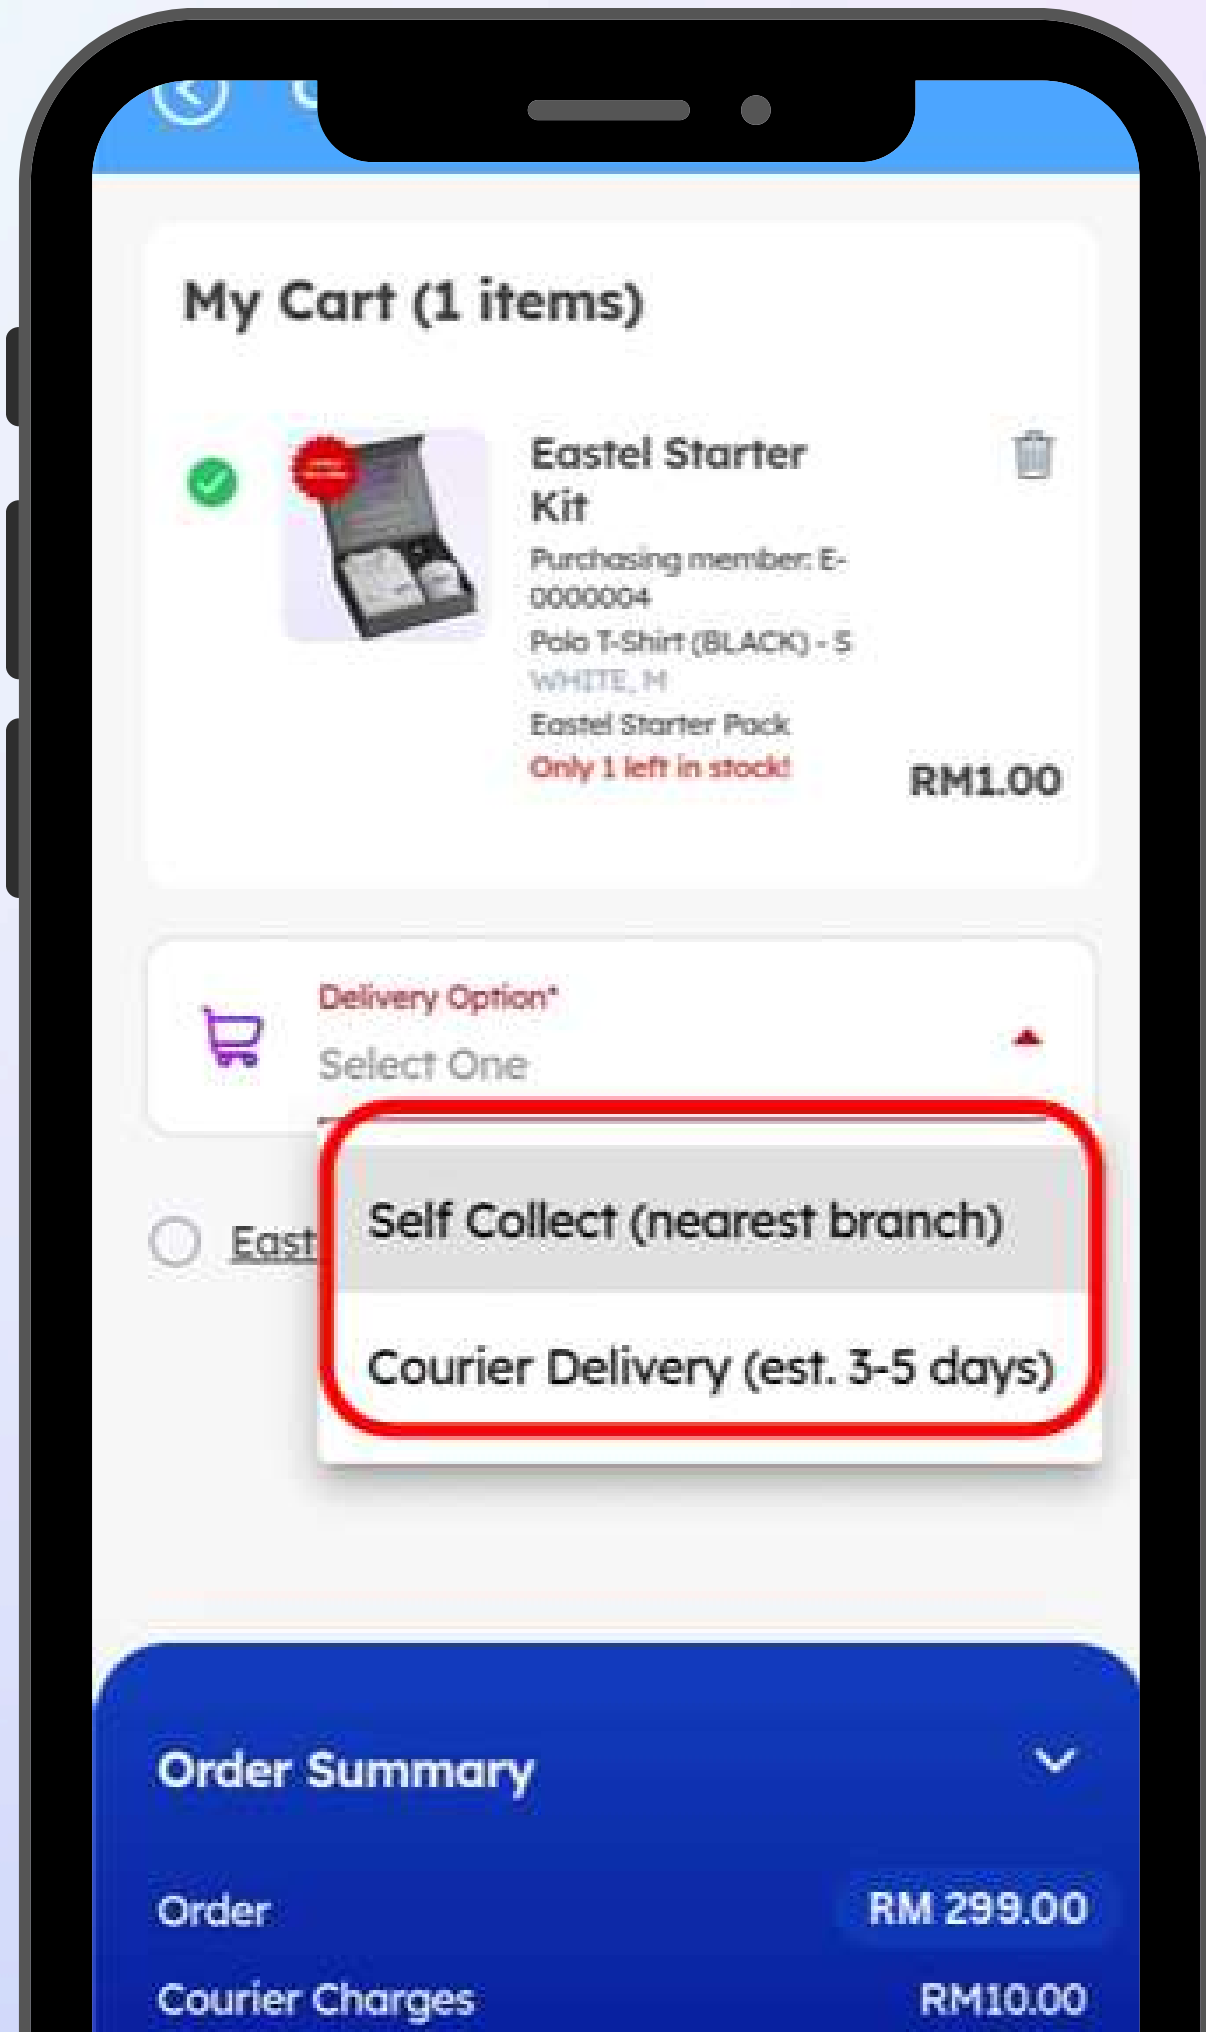 My Cart (1 items)
Eastel Starter
Kit
Purchasing member: E-
0000004
Polo T-Shirt (BLACK) - S
WHITE, M
Eastel Starter Pack
Only 1 left in stock!
RM1.00
Delivery Option*
Select One
Self Collect (nearest branch)
East
Courier Delivery (est. 3-5 days)
Order Summary
Order RM 299.00
Courier Charges RM10.00